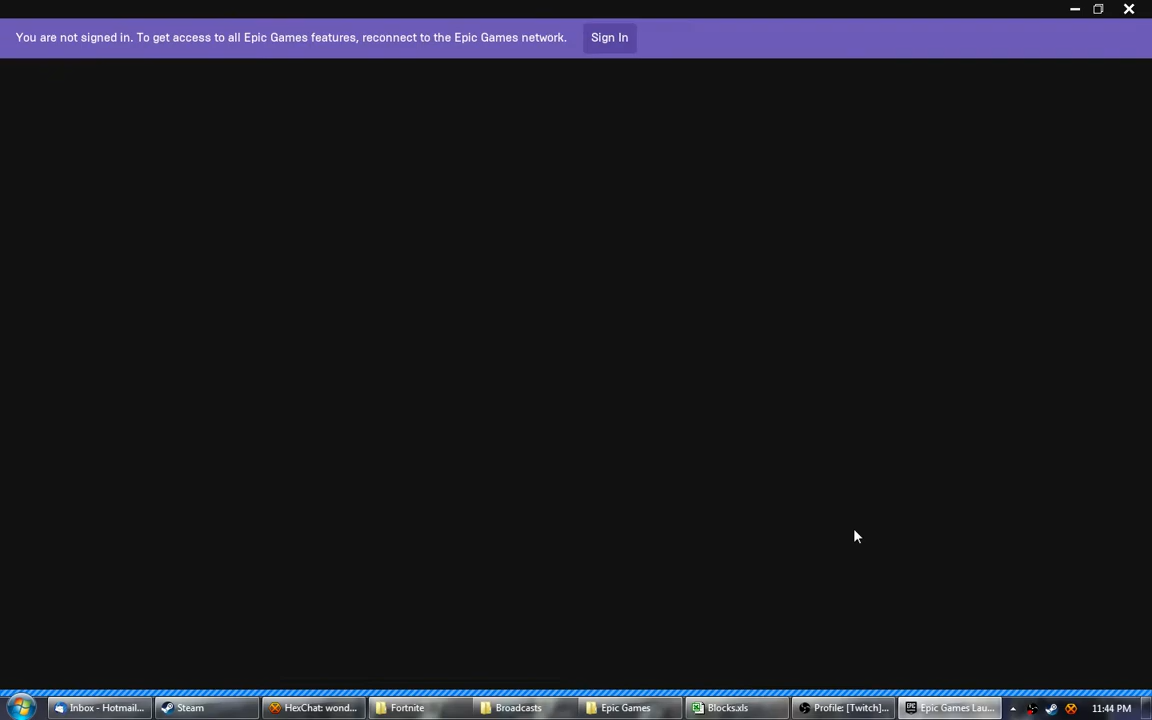 You are not signed in. To get access to all Epic Games features, reconnect to the Epic Games network.
Sign In
Inbox - Hotmail...
Steam
HexChat: wond...
Fortnite
Broadcasts
Epic Games
Blocks.xls
Profile: [Twitch]...
Epic Games Lau...
11:44 PM